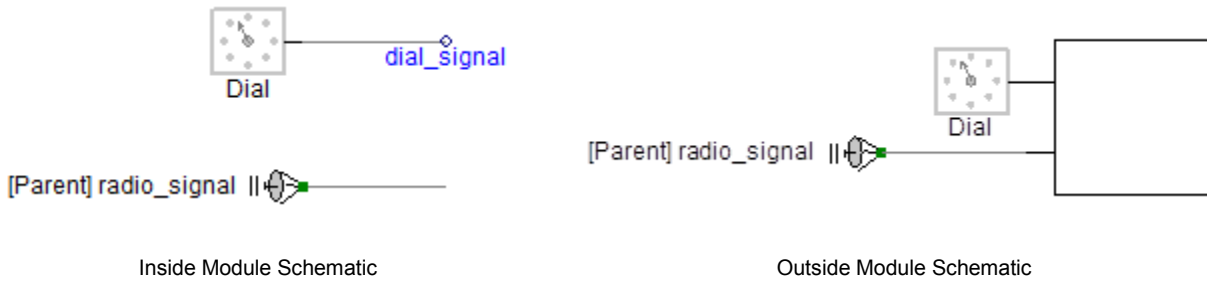 dial_signal
Dial
[Parent] radio_signal
Inside Module Schematic
Dial
[Parent] radio_signal
Outside Module Schematic